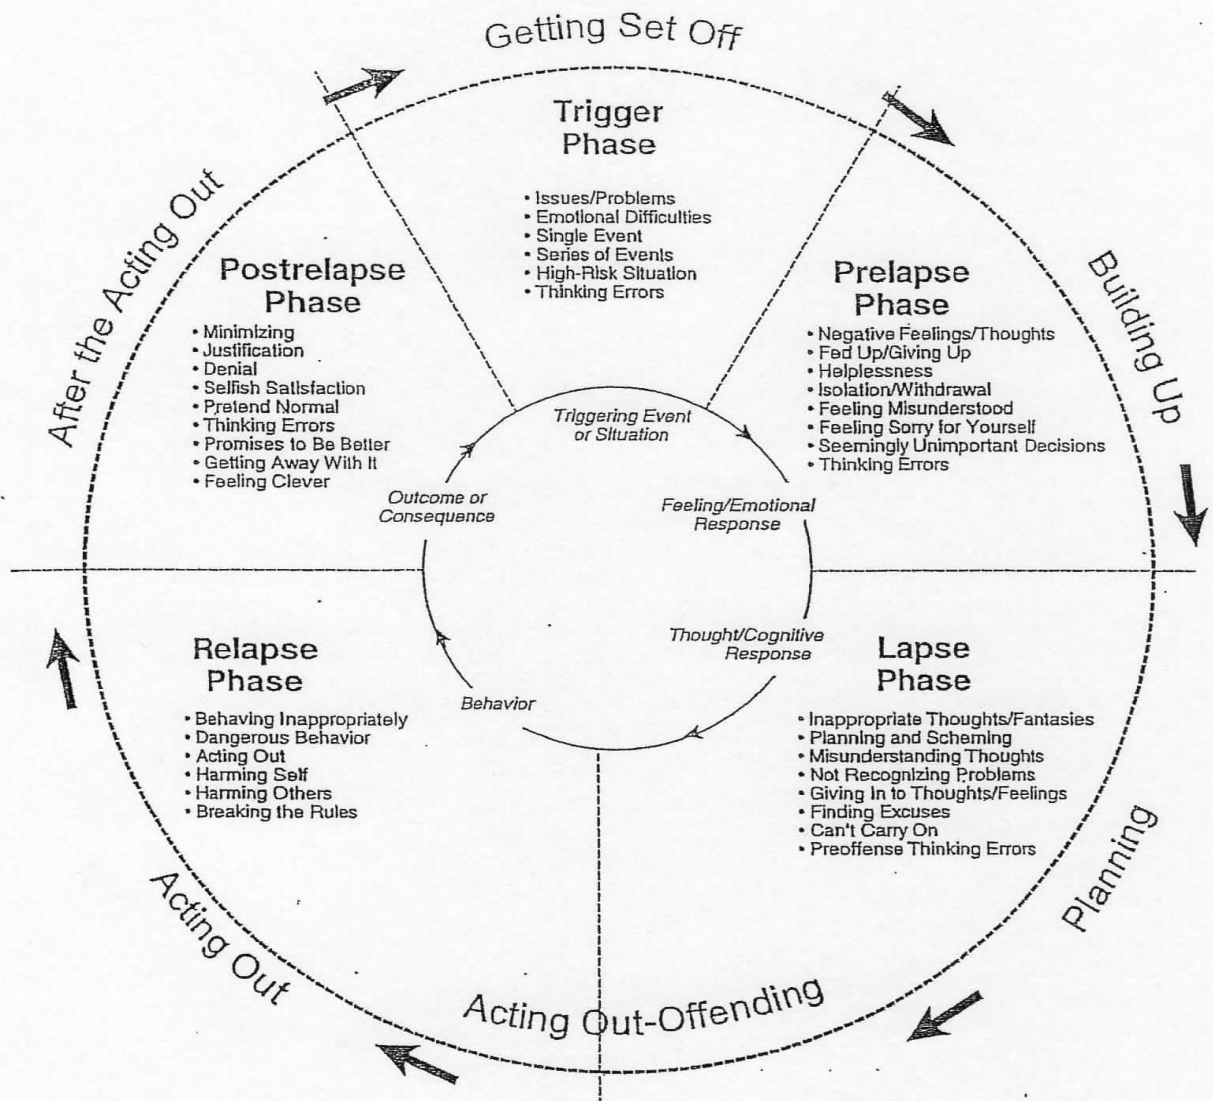 Getting Set Off
Trigger
Phase
• Issues/Problems
• Emotional Difficulties
• Single Event
• Series of Events
• High-Risk Situation
• Thinking Errors
Building Up
Prelapse
Phase
• Negative Feelings/Thoughts
• Fed Up/Giving Up
• Helplessness
• Isolation/Withdrawal
• Feeling Misunderstood
• Feeling Sorry for Yourself
• Seemingly Unimportant Decisions
• Thinking Errors
Planning
Lapse
Phase
• Inappropriate Thoughts/Fantasies
• Planning and Scheming
• Misunderstanding Thoughts
• Not Recognizing Problems
• Giving In to Thoughts/Feelings
• Finding Excuses
• Can't Carry On
• Preoffense Thinking Errors
Acting Out-Offending
Acting Out
Relapse
Phase
• Behaving Inappropriately
• Dangerous Behavior
• Acting Out
• Harming Self
• Harming Others
• Breaking the Rules
After the Acting Out
Postrelapse
Phase
• Minimizing
• Justification
• Denial
• Selfish Satisfaction
• Pretend Normal
• Thinking Errors
• Promises to Be Better
• Getting Away With It
• Feeling Clever
Triggering Event
or Situation
Feeling/Emotional
Response
Thought/Cognitive
Response
Behavior
Outcome or
Consequence